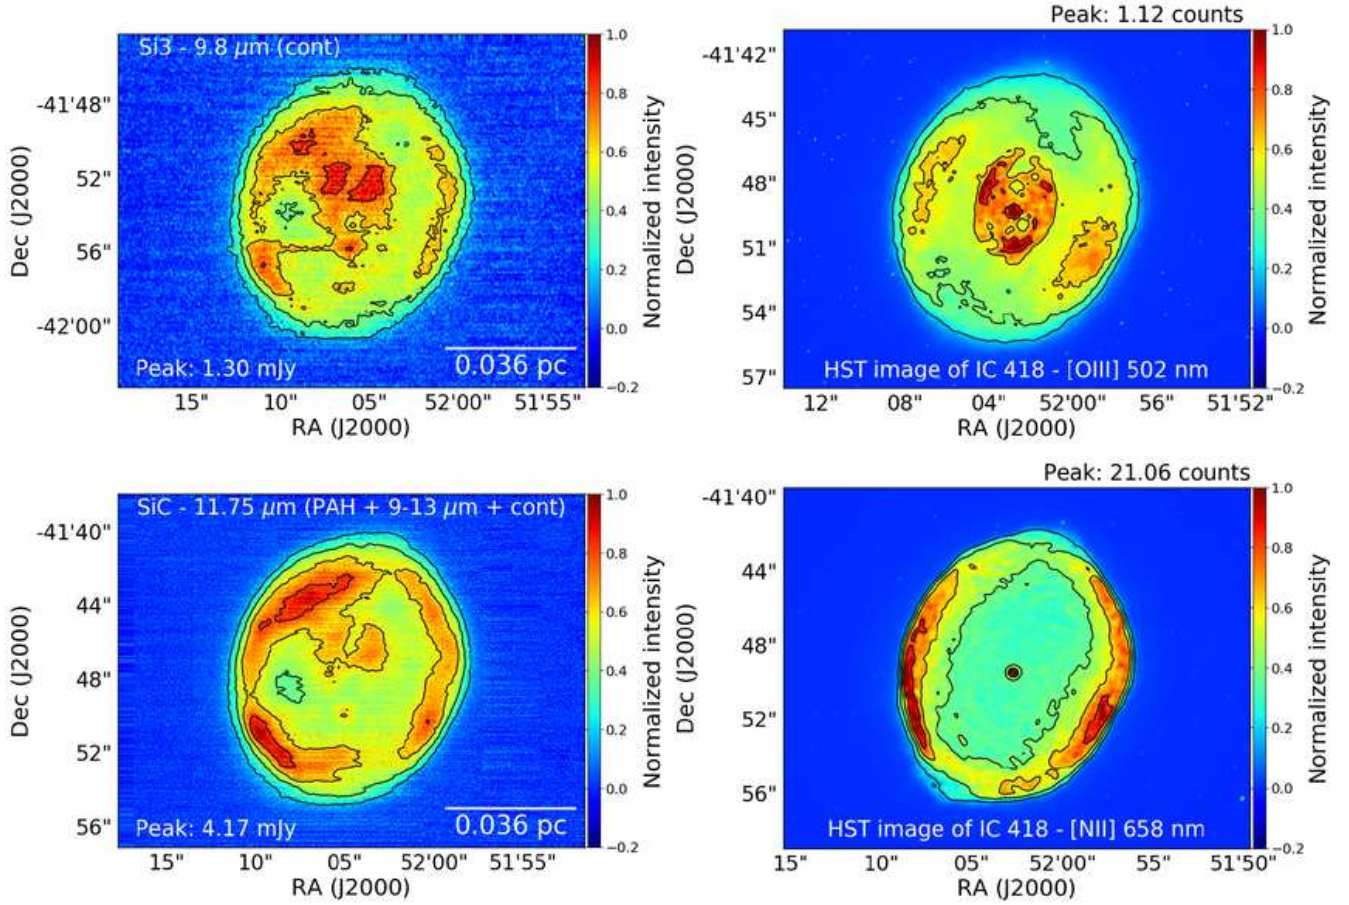 Peak: 1.12 counts
Si3 - 9.8 μm (cont)
1.0
0.8
0.6
0.4
0.2
0.0
−0.2
Normalized intensity
-41'48"
52"
56"
-42'00"
Dec (J2000)
Peak: 1.30 mJy
0.036 pc
15" 10" 05" 52'00" 51'55"
RA (J2000)
-41'42"
45"
48"
51"
54"
57"
Dec (J2000)
HST image of IC 418 - [OIII] 502 nm
1.0
0.8
0.6
0.4
0.2
0.0
−0.2
Normalized intensity
12" 08" 04" 52'00" 56" 51'52"
RA (J2000)
SiC - 11.75 μm (PAH + 9-13 μm + cont)
1.0
0.8
0.6
0.4
0.2
0.0
−0.2
Normalized intensity
-41'40"
44"
48"
52"
56"
Dec (J2000)
Peak: 4.17 mJy
0.036 pc
15" 10" 05" 52'00" 51'55"
RA (J2000)
Peak: 21.06 counts
-41'40"
44"
48"
52"
56"
Dec (J2000)
HST image of IC 418 - [NII] 658 nm
1.0
0.8
0.6
0.4
0.2
0.0
−0.2
Normalized intensity
15" 10" 05" 52'00" 55" 51'50"
RA (J2000)